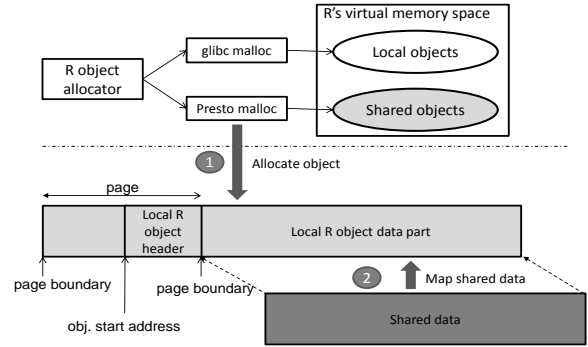 R's virtual memory space
glibc malloc
Local objects
R object
allocator
Presto malloc
Shared objects
1
Allocate object
page
Local R
object
header
Local R object data part
page boundary
page boundary
2
Map shared data
obj. start address
Shared data